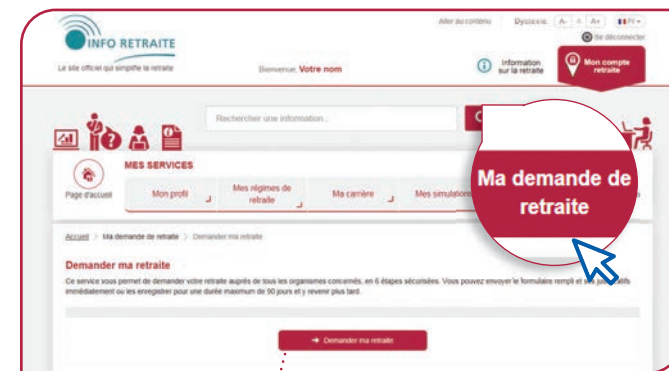 Aller au contenu Dyslexie A- A A+ FR
Se déconnecter
INFO RETRAITE
Le site officiel qui simplifie la retraite
Bienvenue, Votre nom
Information
sur la retraite
Mon compte
retraite
Rechercher une information...
MES SERVICES
Page d'accueil
Mon profil
Mes régimes de
retraite
Ma carrière
Mes simulations
Ma demande de
retraite
Accueil > Ma demande de retraite > Demander ma retraite
Demander ma retraite
Ce service vous permet de demander votre retraite auprès de tous les organismes concernés, en 6 étapes sécurisées. Vous pouvez envoyer le formulaire rempli et
immédiatement ou les enregistrer pour une durée maximum de 90 jours et y revenir plus tard.
➔ Demander ma retraite